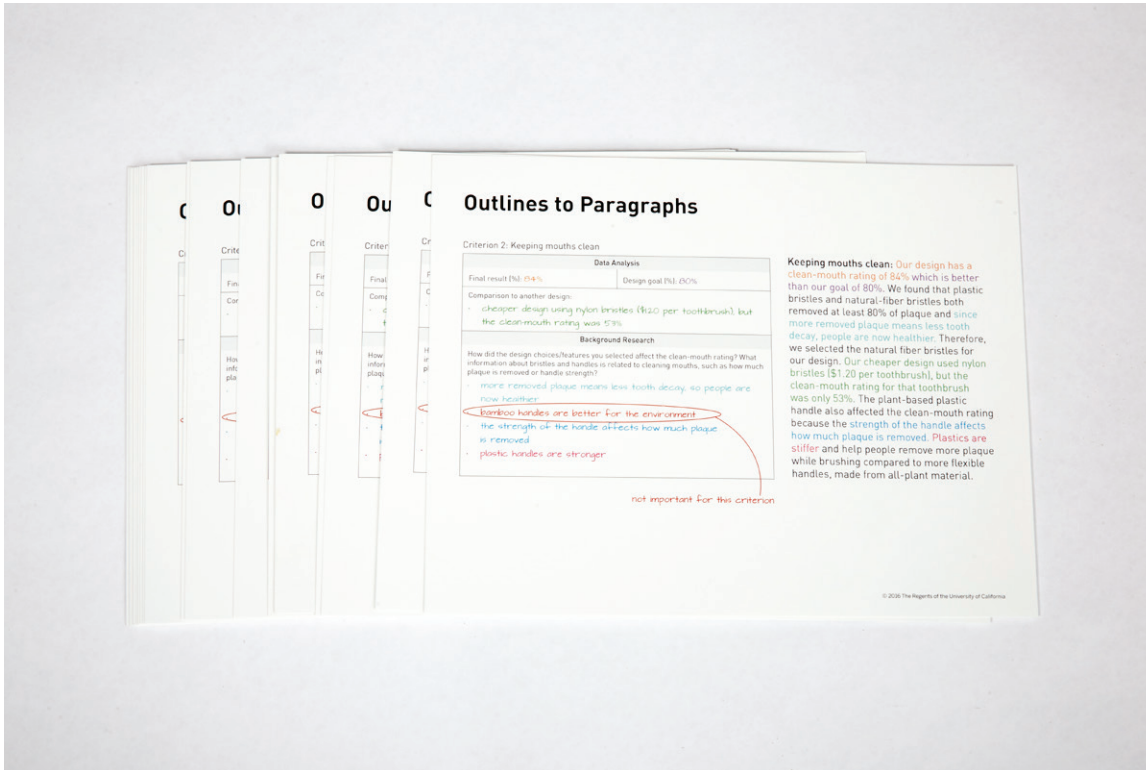 Outlines to Paragraphs
Criterion 2: Keeping mouths clean
Data Analysis
Final result (%): 84%
Design goal (%): 80%
Comparison to another design:
· cheaper design using nylon bristles ($1.20 per toothbrush), but
the clean-mouth rating was 53%
Background Research
How did the design choices/features you selected affect the clean-mouth rating? What
information about bristles and handles is related to cleaning mouths, such as how much
plaque is removed or handle strength?
· more removed plaque means less tooth decay, so people are
now healthier
· bamboo handles are better for the environment
· the strength of the handle affects how much plaque
is removed
· plastic handles are stronger
not important for this criterion
Keeping mouths clean: Our design has a
clean-mouth rating of 84% which is better
than our goal of 80%. We found that plastic
bristles and natural-fiber bristles both
removed at least 80% of plaque and since
more removed plaque means less tooth
decay, people are now healthier. Therefore,
we selected the natural fiber bristles for
our design. Our cheaper design used nylon
bristles ($1.20 per toothbrush), but the
clean-mouth rating for that toothbrush
was only 53%. The plant-based plastic
handle also affected the clean-mouth rating
because the strength of the handle affects
how much plaque is removed. Plastics are
stiffer and help people remove more plaque
while brushing compared to more flexible
handles, made from all-plant material.
© 2016 The Regents of the University of California